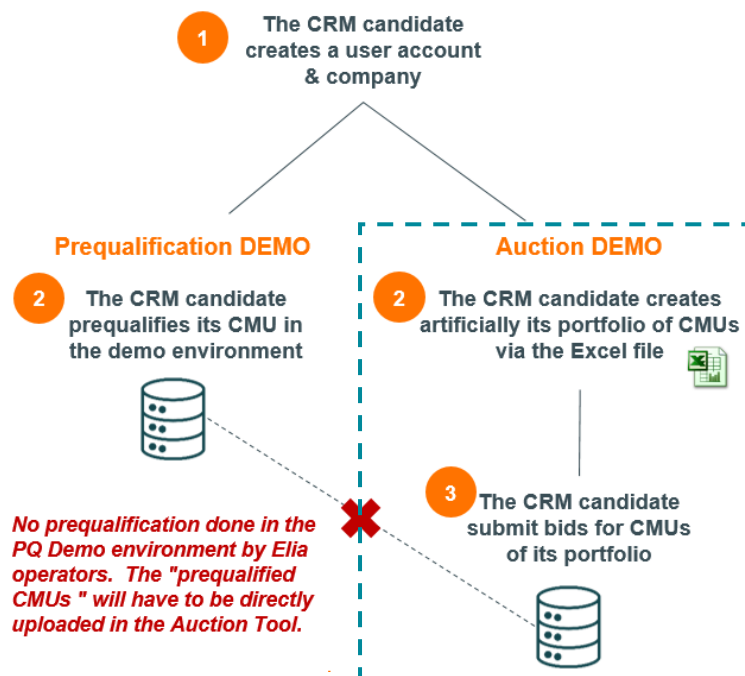 1
The CRM candidate
creates a user account
& company
Prequalification DEMO
2
The CRM candidate
prequalifies its CMU in
the demo environment
No prequalification done in the
PQ Demo environment by Elia
operators. The "prequalified
CMUs " will have to be directly
uploaded in the Auction Tool.
Auction DEMO
2
The CRM candidate creates
artificially its portfolio of CMUs
via the Excel file
3
The CRM candidate
submit bids for CMUs
of its portfolio